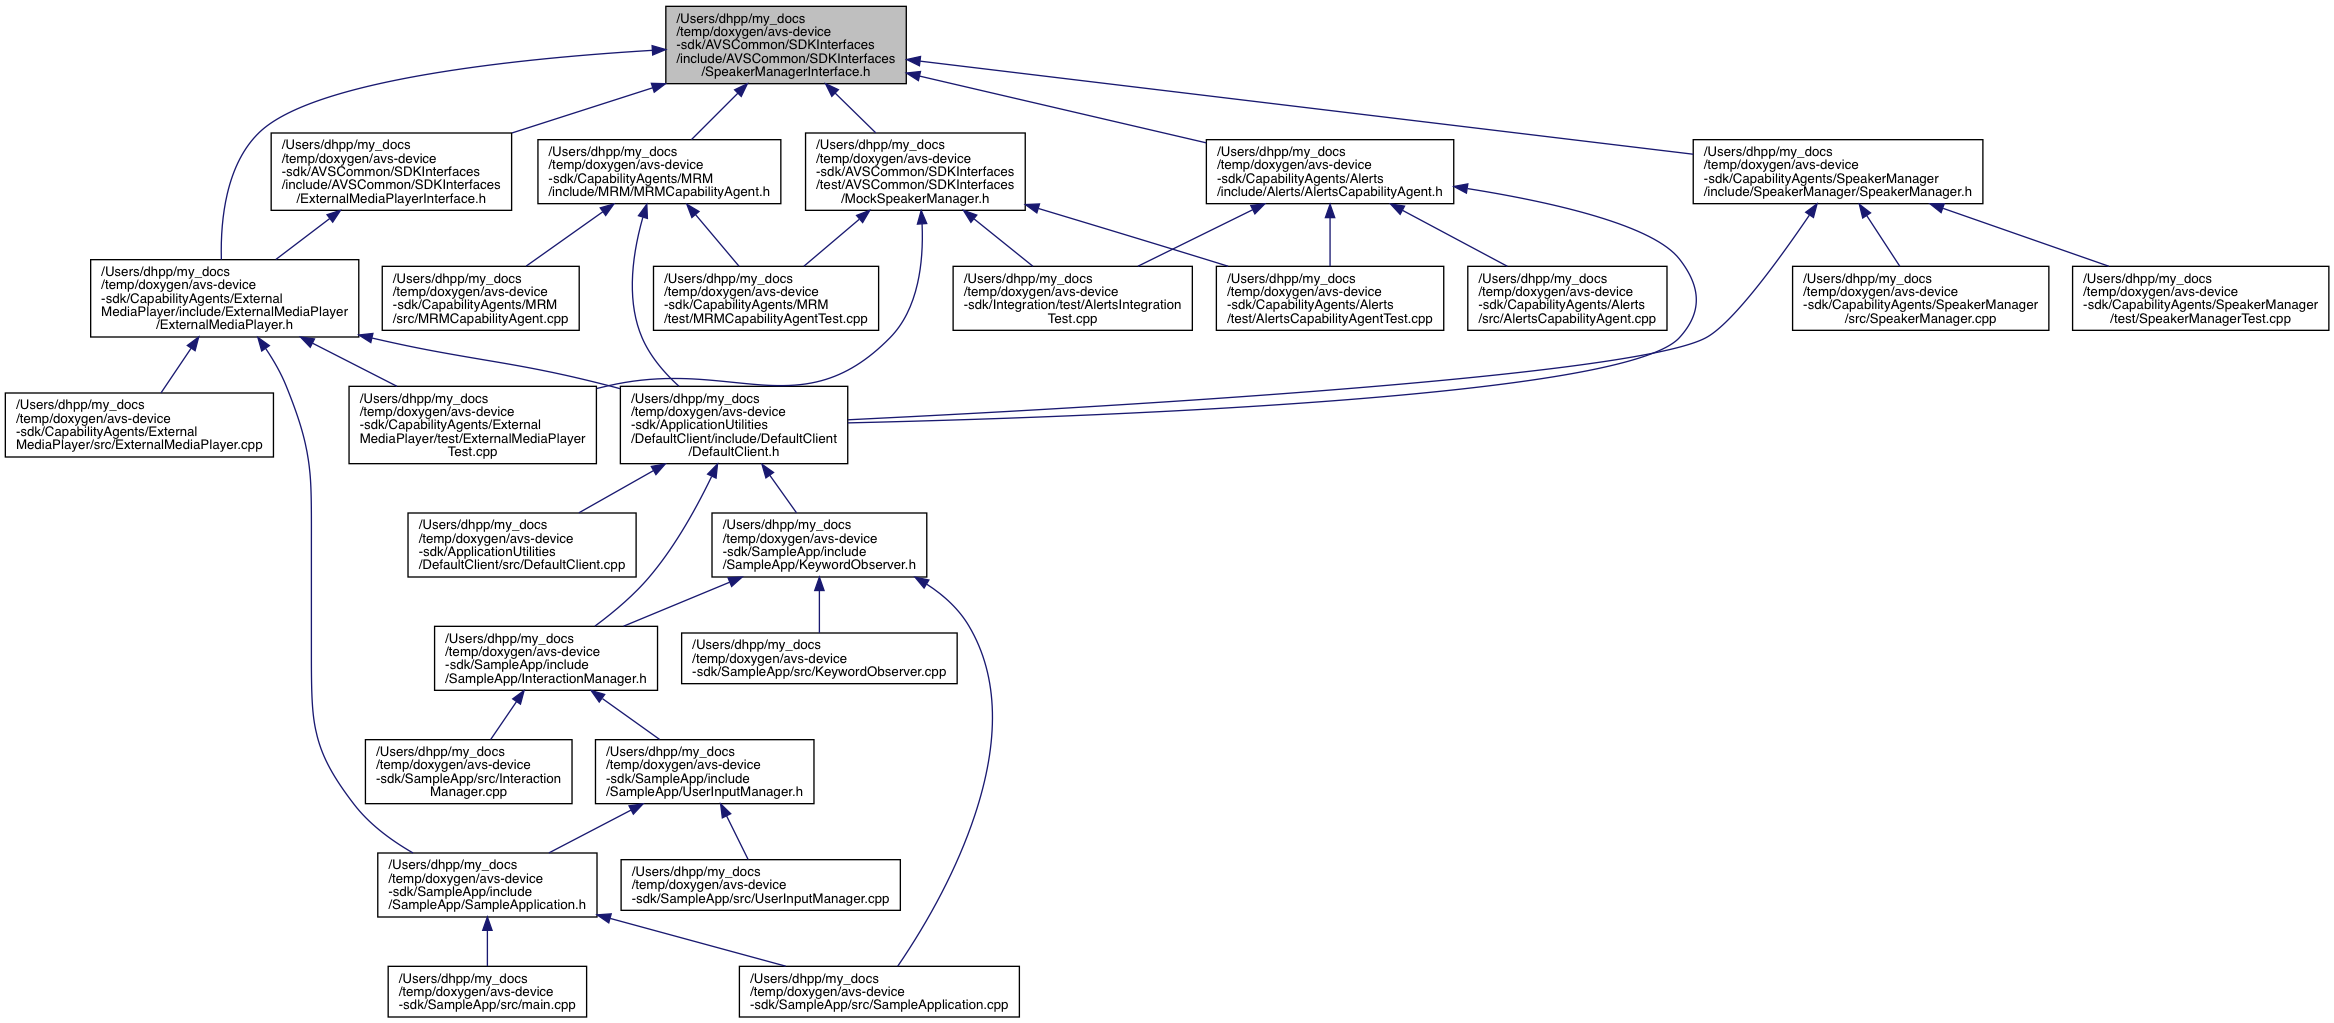 /Users/dhpp/my_docs
/temp/doxygen/avs-device
-sdk/AVSCommon/SDKInterfaces
/include/AVSCommon/SDKInterfaces
/SpeakerManagerInterface.h
/Users/dhpp/my_docs
/temp/doxygen/avs-device
-sdk/AVSCommon/SDKInterfaces
/include/AVSCommon/SDKInterfaces
/ExternalMediaPlayerInterface.h
/Users/dhpp/my_docs
/temp/doxygen/avs-device
-sdk/CapabilityAgents/MRM
/include/MRM/MRMCapabilityAgent.h
/Users/dhpp/my_docs
/temp/doxygen/avs-device
-sdk/AVSCommon/SDKInterfaces
/test/AVSCommon/SDKInterfaces
/MockSpeakerManager.h
/Users/dhpp/my_docs
/temp/doxygen/avs-device
-sdk/CapabilityAgents/Alerts
/include/Alerts/AlertsCapabilityAgent.h
/Users/dhpp/my_docs
/temp/doxygen/avs-device
-sdk/CapabilityAgents/SpeakerManager
/include/SpeakerManager/SpeakerManager.h
/Users/dhpp/my_docs
/temp/doxygen/avs-device
-sdk/CapabilityAgents/External
MediaPlayer/include/ExternalMediaPlayer
/ExternalMediaPlayer.h
/Users/dhpp/my_docs
/temp/doxygen/avs-device
-sdk/CapabilityAgents/MRM
/src/MRMCapabilityAgent.cpp
/Users/dhpp/my_docs
/temp/doxygen/avs-device
-sdk/CapabilityAgents/MRM
/test/MRMCapabilityAgentTest.cpp
/Users/dhpp/my_docs
/temp/doxygen/avs-device
-sdk/Integration/test/AlertsIntegration
Test.cpp
/Users/dhpp/my_docs
/temp/doxygen/avs-device
-sdk/CapabilityAgents/Alerts
/test/AlertsCapabilityAgentTest.cpp
/Users/dhpp/my_docs
/temp/doxygen/avs-device
-sdk/CapabilityAgents/Alerts
/src/AlertsCapabilityAgent.cpp
/Users/dhpp/my_docs
/temp/doxygen/avs-device
-sdk/CapabilityAgents/SpeakerManager
/src/SpeakerManager.cpp
/Users/dhpp/my_docs
/temp/doxygen/avs-device
-sdk/CapabilityAgents/SpeakerManager
/test/SpeakerManagerTest.cpp
/Users/dhpp/my_docs
/temp/doxygen/avs-device
-sdk/CapabilityAgents/External
MediaPlayer/src/ExternalMediaPlayer.cpp
/Users/dhpp/my_docs
/temp/doxygen/avs-device
-sdk/CapabilityAgents/External
MediaPlayer/test/ExternalMediaPlayer
Test.cpp
/Users/dhpp/my_docs
/temp/doxygen/avs-device
-sdk/ApplicationUtilities
/DefaultClient/include/DefaultClient
/DefaultClient.h
/Users/dhpp/my_docs
/temp/doxygen/avs-device
-sdk/ApplicationUtilities
/DefaultClient/src/DefaultClient.cpp
/Users/dhpp/my_docs
/temp/doxygen/avs-device
-sdk/SampleApp/include
/SampleApp/KeywordObserver.h
/Users/dhpp/my_docs
/temp/doxygen/avs-device
-sdk/SampleApp/include
/SampleApp/InteractionManager.h
/Users/dhpp/my_docs
/temp/doxygen/avs-device
-sdk/SampleApp/src/KeywordObserver.cpp
/Users/dhpp/my_docs
/temp/doxygen/avs-device
-sdk/SampleApp/src/Interaction
Manager.cpp
/Users/dhpp/my_docs
/temp/doxygen/avs-device
-sdk/SampleApp/include
/SampleApp/UserInputManager.h
/Users/dhpp/my_docs
/temp/doxygen/avs-device
-sdk/SampleApp/include
/SampleApp/SampleApplication.h
/Users/dhpp/my_docs
/temp/doxygen/avs-device
-sdk/SampleApp/src/UserInputManager.cpp
/Users/dhpp/my_docs
/temp/doxygen/avs-device
-sdk/SampleApp/src/main.cpp
/Users/dhpp/my_docs
/temp/doxygen/avs-device
-sdk/SampleApp/src/SampleApplication.cpp